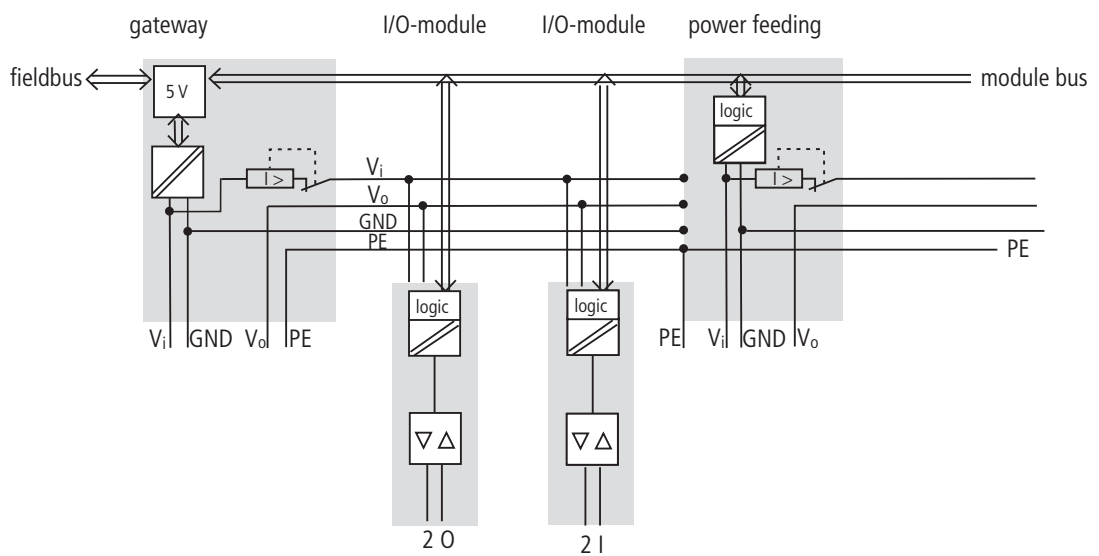 gateway I/O-module I/O-module power feeding
fieldbus 5 V module bus
logic
I > Vi I >
Vo
GND
PE PE
logic logic
Vi GND Vo PE PE Vi GND Vo
2 O 2 I